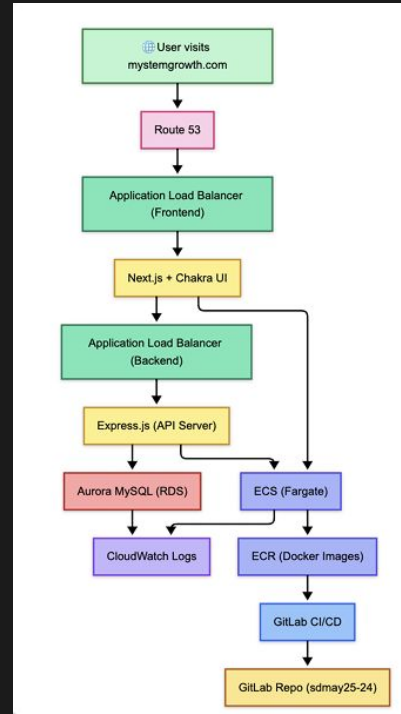 🌐 User visits
mystemgrowth.com
Route 53
Application Load Balancer
(Frontend)
Next.js + Chakra UI
Application Load Balancer
(Backend)
Express.js (API Server)
Aurora MySQL (RDS)
ECS (Fargate)
CloudWatch Logs
ECR (Docker Images)
GitLab CI/CD
GitLab Repo (sdmay25-24)